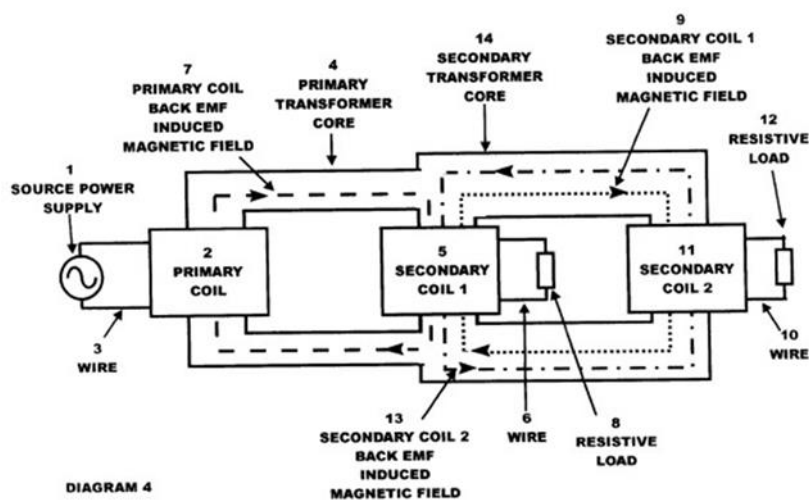 9
SECONDARY COIL 1
BACK EMF
INDUCED
MAGNETIC FIELD
14
SECONDARY
TRANSFORMER
CORE
4
PRIMARY
TRANSFORMER
CORE
7
PRIMARY COIL
BACK EMF
INDUCED
MAGNETIC FIELD
12
RESISTIVE
LOAD
1
SOURCE POWER
SUPPLY
2
PRIMARY
COIL
5
SECONDARY
COIL 1
11
SECONDARY
COIL 2
3
WIRE
10
WIRE
13
SECONDARY COIL 2
BACK EMF
INDUCED
MAGNETIC FIELD
6
WIRE
8
RESISTIVE
LOAD
DIAGRAM 4